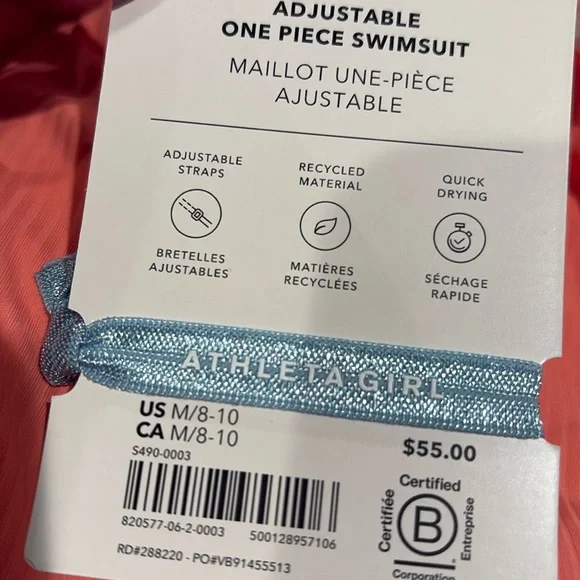 ADJUSTABLE
ONE PIECE SWIMSUIT
MAILLOT UNE-PIÈCE
AJUSTABLE
ADJUSTABLE
STRAPS
BRETELLES
AJUSTABLES
RECYCLED
MATERIAL
MATIÈRES
RECYCLÉES
QUICK
DRYING
SÉCHAGE
RAPIDE
ATHLETA GIRL
US M/8-10
CA M/8-10
$55.00
S490-0003
820577-06-2-0003 500128957106
RD#288220 - PO#VB91455513
Certified
Certifiée
B
Entreprise
Corporation